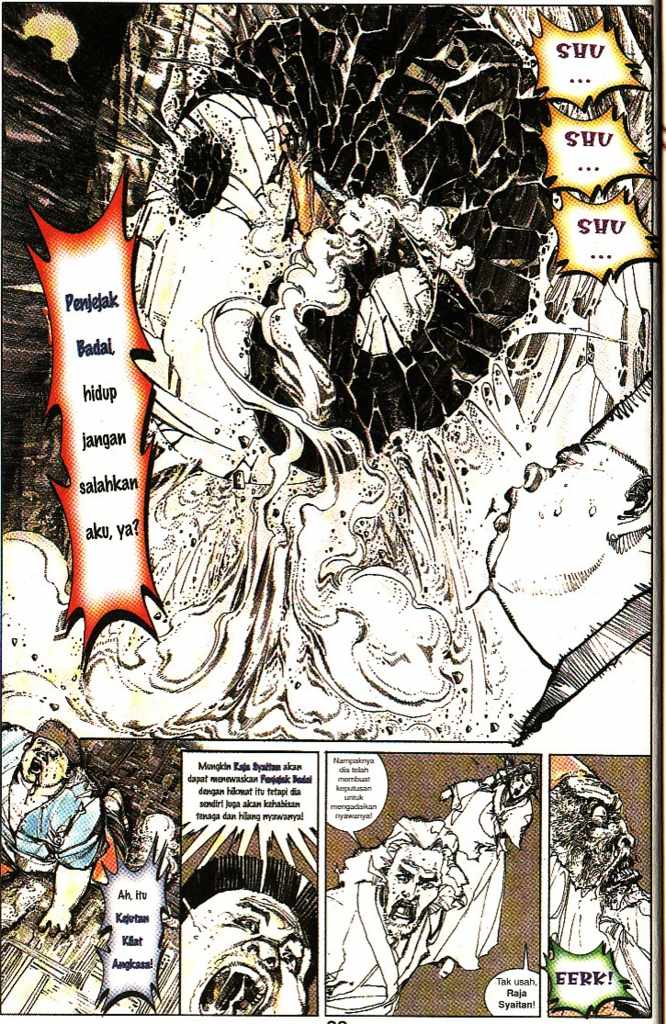 SHU
...
SHU
...
SHU
...
Penjejak
Badai,
hidup
jangan
salahkan
aku, ya?
Ah, itu
Kejutan
Kilat
Angkasa!
Mungkin Raja Syaitan akan
dapat menewaskan Penjejak Badai
dengan hikmat itu tetapi dia
sendiri juga akan kehabisan
tenaga dan hilang nyawanya!
Nampaknya
dia telah
membuat
keputusan
untuk
mengadaikan
nyawanya!
Tak usah,
Raja
Syaitan!
EERK!